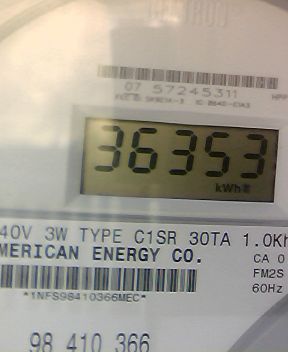 07 57245311
36353
kWh
40V 3W TYPE C1SR 30TA 1.0Kh
MERICAN ENERGY CO.
CA 0
FM2S
60Hz
*1NFS98410366MEC*
98 410 366